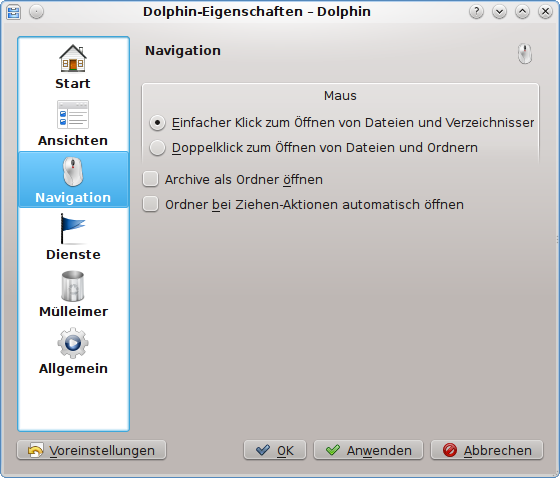 Dolphin-Eigenschaften – Dolphin
Start
Ansichten
Navigation
Dienste
Mülleimer
Allgemein
Navigation
Maus
Einfacher Klick zum Öffnen von Dateien und Verzeichnisser
Doppelklick zum Öffnen von Dateien und Ordnern
Archive als Ordner öffnen
Ordner bei Ziehen-Aktionen automatisch öffnen
Voreinstellungen
OK
Anwenden
Abbrechen